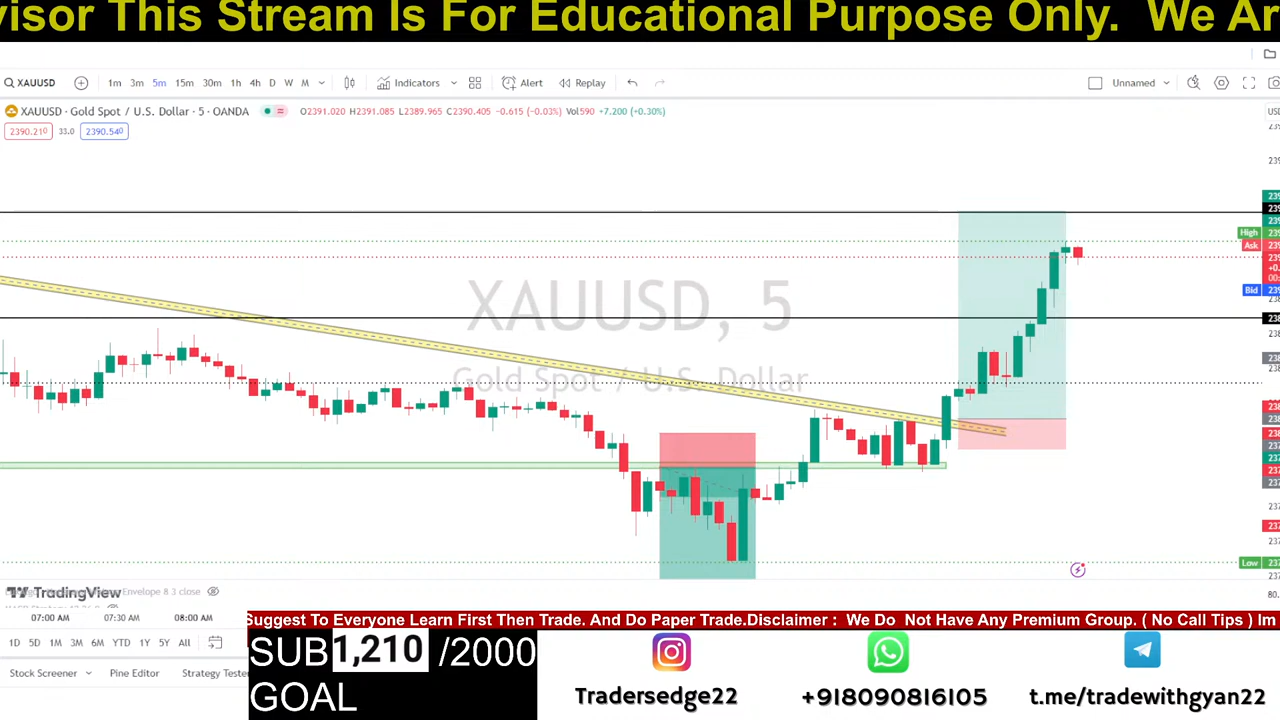 visor This Stream Is For Educational Purpose Only. We Ar
XAUUSD 1m 3m 5m 15m 30m 1h 4h D W M Indicators Alert Replay Unnamed
XAUUSD · Gold Spot / U.S. Dollar · 5 · OANDA O2391.020 H2391.085 L2389.965 C2390.405 −0.615 (−0.03%) Vol590 +7.200 (+0.30%)
2390.210 33.0 2390.540
XAUUSD, 5
Gold Spot / U.S. Dollar
High
Ask
Bid
Low
TradingView
Envelope 8 3 close
07:00 AM 07:30 AM 08:00 AM
1D 5D 1M 3M 6M YTD 1Y 5Y All
Stock Screener Pine Editor Strategy Tester
Suggest To Everyone Learn First Then Trade. And Do Paper Trade.Disclaimer : We Do Not Have Any Premium Group. ( No Call Tips ) Im
SUB 1,210 /2000
GOAL
Tradersedge22
+918090816105
t.me/tradewithgyan22